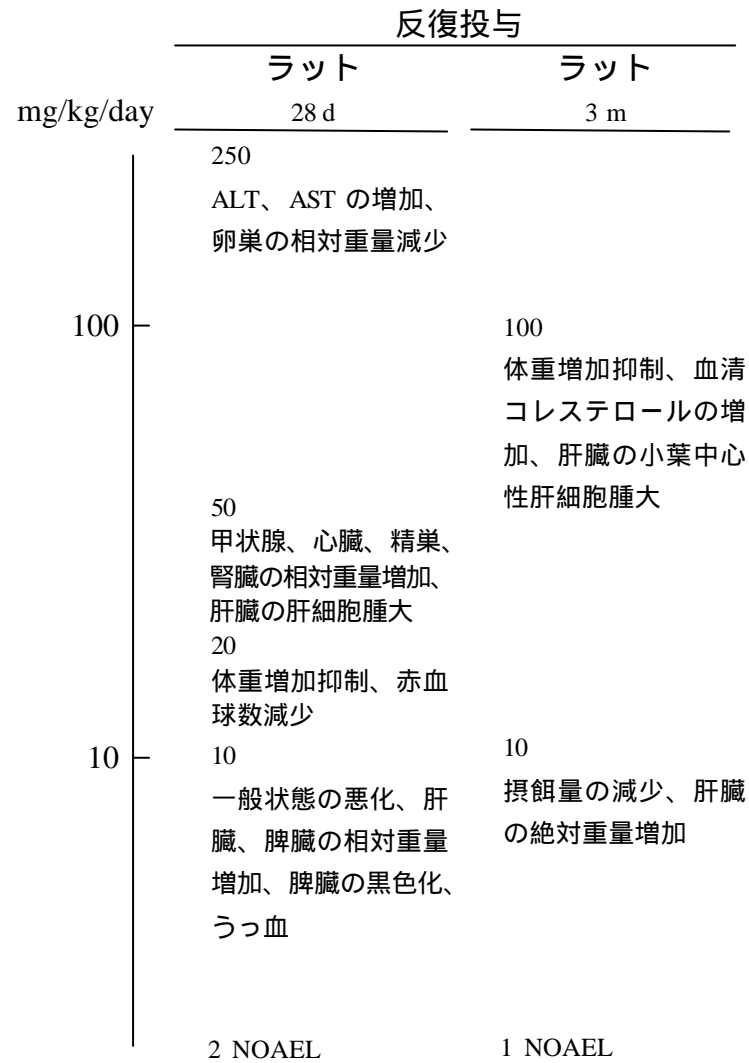 反復投与
ラット ラット
mg/kg/day 28 d 3 m
250
ALT、AST の増加、
卵巣の相対重量減少
100
50
甲状腺、心臓、精巣、
腎臓の相対重量増加、
肝臓の肝細胞腫大
20
体重増加抑制、赤血
球数減少
10
10
一般状態の悪化、肝
臓、脾臓の相対重量
増加、脾臓の黒色化、
うっ血
2 NOAEL
100
体重増加抑制、血清
コレステロールの増
加、肝臓の小葉中心
性肝細胞腫大
10
摂餌量の減少、肝臓
の絶対重量増加
1 NOAEL